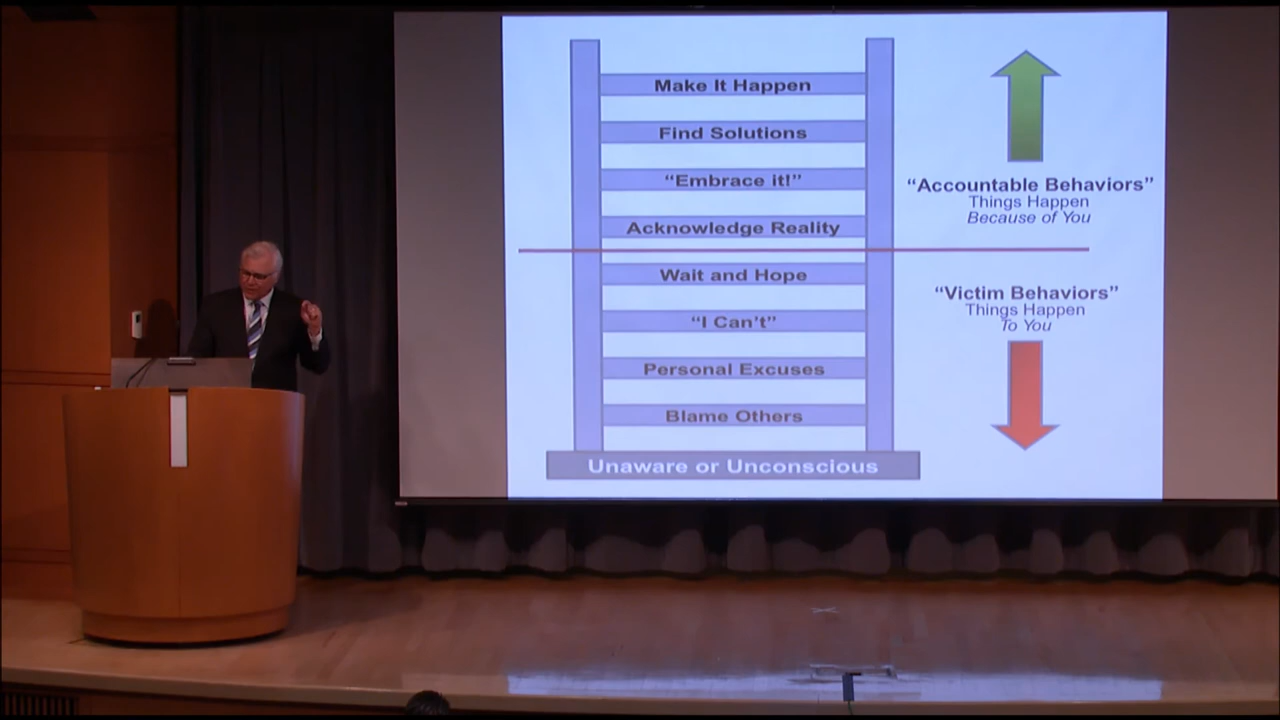 Make It Happen
Find Solutions
“Embrace it!”
Acknowledge Reality
Wait and Hope
“I Can’t”
Personal Excuses
Blame Others
Unaware or Unconscious
“Accountable Behaviors”
Things Happen
Because of You
“Victim Behaviors”
Things Happen
To You